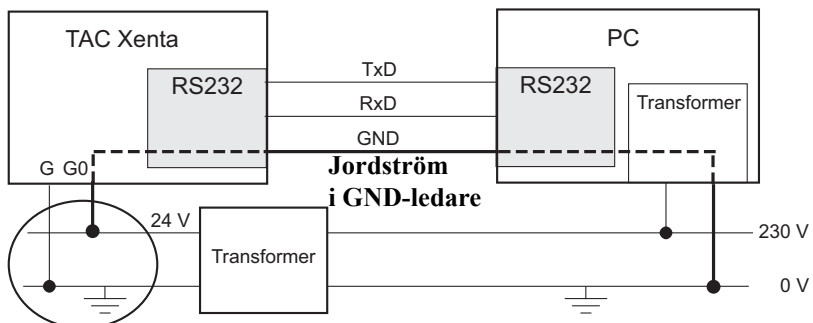 TAC Xenta
PC
RS232
TxD
RS232
Transformer
RxD
GND
Jordström
i GND-ledare
G G0
24 V
Transformer
230 V
0 V